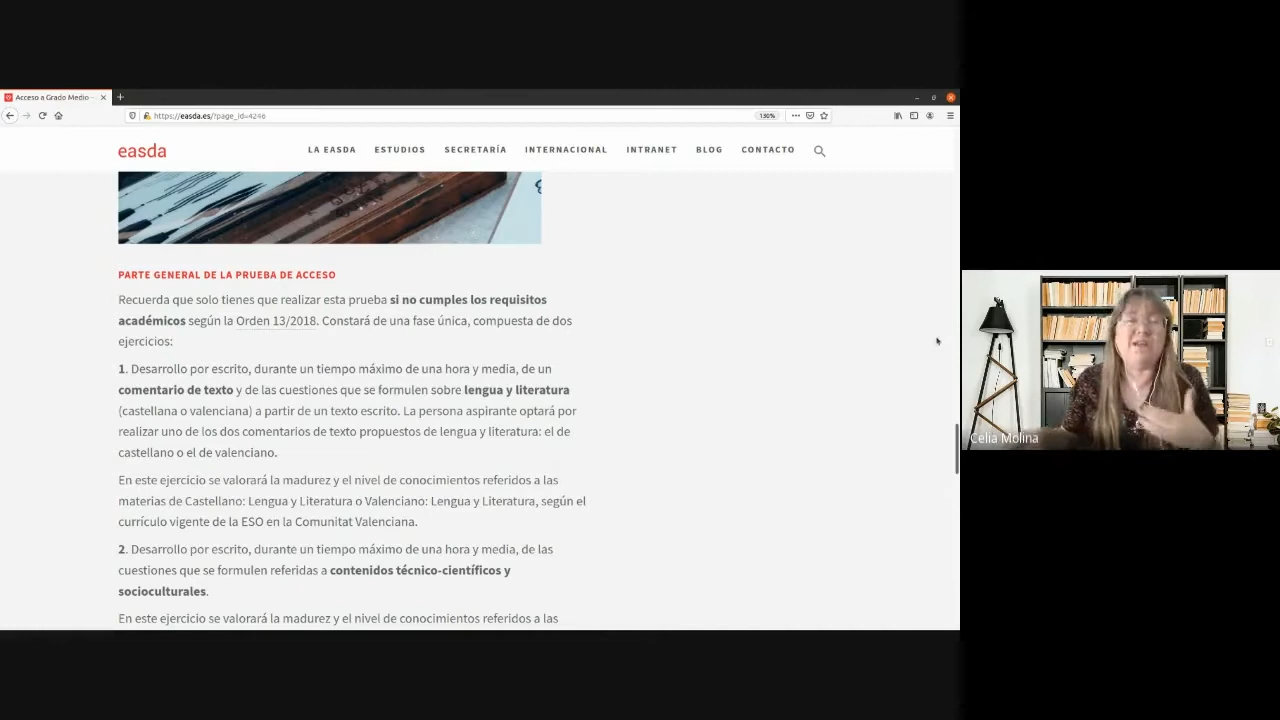 Acceso a Grado Medio
https://easda.es/?page_id=4246
130%
easda
LA EASDA
ESTUDIOS
SECRETARÍA
INTERNACIONAL
INTRANET
BLOG
CONTACTO
PARTE GENERAL DE LA PRUEBA DE ACCESO
Recuerda que solo tienes que realizar esta prueba si no cumples los requisitos
académicos según la Orden 13/2018. Constará de una fase única, compuesta de dos
ejercicios:
1. Desarrollo por escrito, durante un tiempo máximo de una hora y media, de un
comentario de texto y de las cuestiones que se formulen sobre lengua y literatura
(castellana o valenciana) a partir de un texto escrito. La persona aspirante optará por
realizar uno de los dos comentarios de texto propuestos de lengua y literatura: el de
castellano o el de valenciano.
En este ejercicio se valorará la madurez y el nivel de conocimientos referidos a las
materias de Castellano: Lengua y Literatura o Valenciano: Lengua y Literatura, según el
currículo vigente de la ESO en la Comunitat Valenciana.
2. Desarrollo por escrito, durante un tiempo máximo de una hora y media, de las
cuestiones que se formulen referidas a contenidos técnico-científicos y
socioculturales.
En este ejercicio se valorará la madurez y el nivel de conocimientos referidos a las
Celia Molina